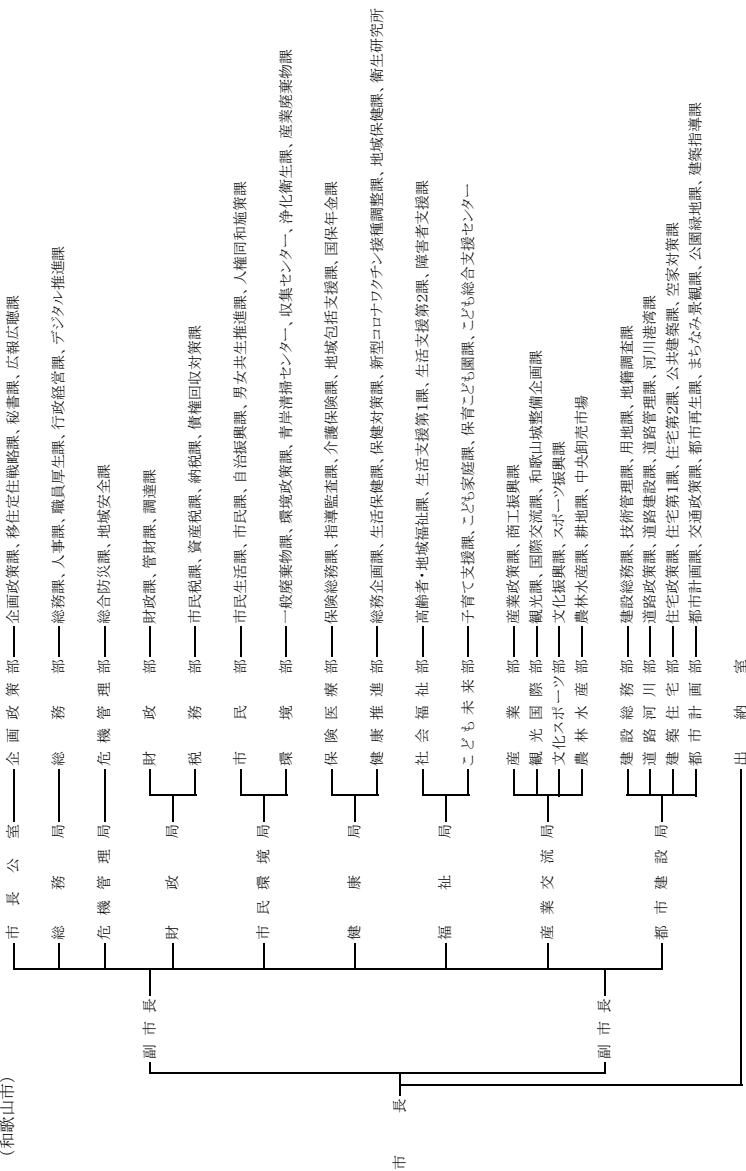 (和歌山市)
市長
副市長
副市長
市長公室 企画政策部 企画政策課、移住定住戦略課、秘書課、広報広聴課
総務局 総務部 総務課、人事課、職員厚生課、行政経営課、デジタル推進課
危機管理局 危機管理部 総合防災課、地域安全課
財政局 財政部 財政課、管財課、調達課
税務部 市民税課、資産税課、納税課、債権回収対策課
市民環境局 市民部 市民生活課、市民課、自治振興課、男女共生推進課、人権同和施策課
環境部 一般廃棄物課、環境政策課、青岸清掃センター、収集センター、浄化衛生課、産業廃棄物課
健康局 保険医療部 保険総務課、指導監査課、介護保険課、地域包括支援課、国保年金課
健康推進部 総務企画課、生活保健課、保健対策課、新型コロナワクチン接種調整課、地域保健課、衛生研究所
福祉局 社会福祉部 高齢者・地域福祉課、生活支援第1課、生活支援第2課、障害者支援課
こども未来部 子育て支援課、こども家庭課、保育こども園課、こども総合支援センター
産業交流局 産業部 産業政策課、商工振興課
観光国際部 観光課、国際交流課、和歌山城整備企画課
文化スポーツ部 文化振興課、スポーツ振興課
農林水産部 農林水産課、耕地課、中央卸売市場
都市建設局 建設総務部 建設総務課、技術管理課、用地課、地籍調査課
道路河川部 道路政策課、道路建設課、道路管理課、河川港湾課
建築住宅部 住宅政策課、住宅第1課、住宅第2課、公共建築課、空家対策課
都市計画部 都市計画課、交通政策課、都市再生課、まちなみ景観課、公園緑地課、建築指導課
出納室